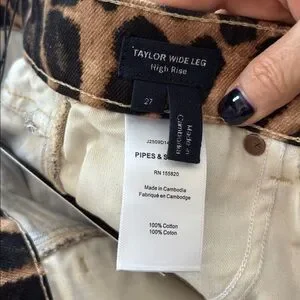 TAYLOR WIDE LEG
High Rise
27
Made in
Cambodia
PIPES &
RN 155820
Made in Cambodia
Fabriqué en Cambodge
100% Cotton
100% Coton